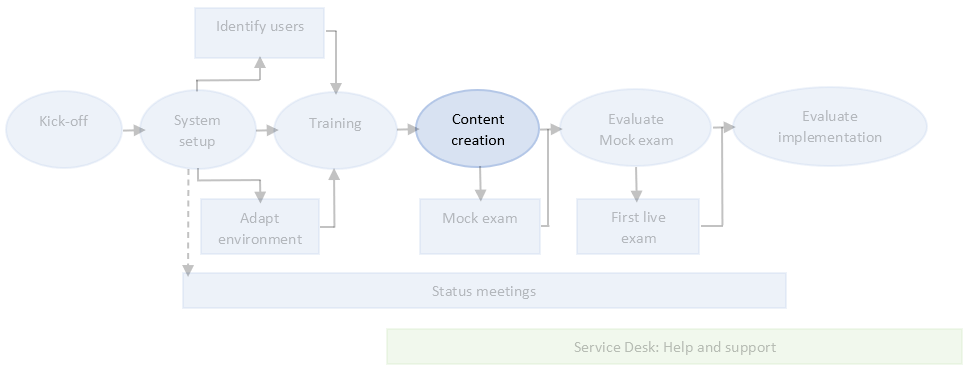 Identify users
Kick-off
System
setup
Training
Content
creation
Evaluate
Mock exam
Evaluate
implementation
Adapt
environment
Mock exam
First live
exam
Status meetings
Service Desk: Help and support